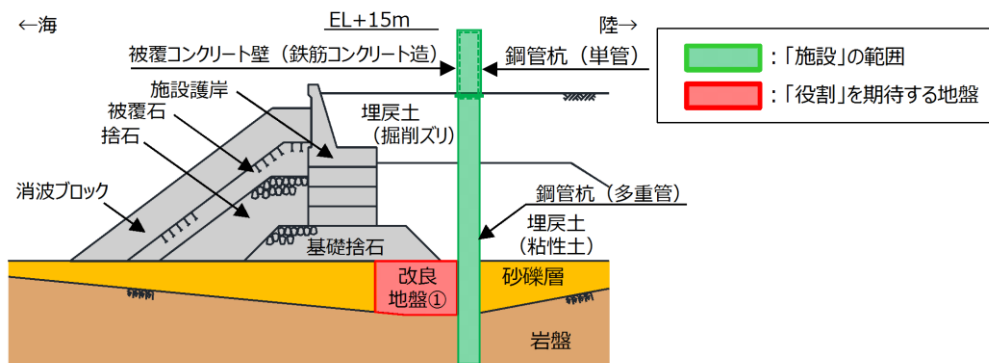 ←海
EL+15m
陸→
被覆コンクリート壁（鉄筋コンクリート造）
鋼管杭（単管）
：「施設」の範囲
：「役割」を期待する地盤
施設護岸
被覆石
捨石
埋戻土
（掘削ズリ）
消波ブロック
鋼管杭（多重管）
埋戻土
（粘性土）
基礎捨石
改良
地盤①
砂礫層
岩盤